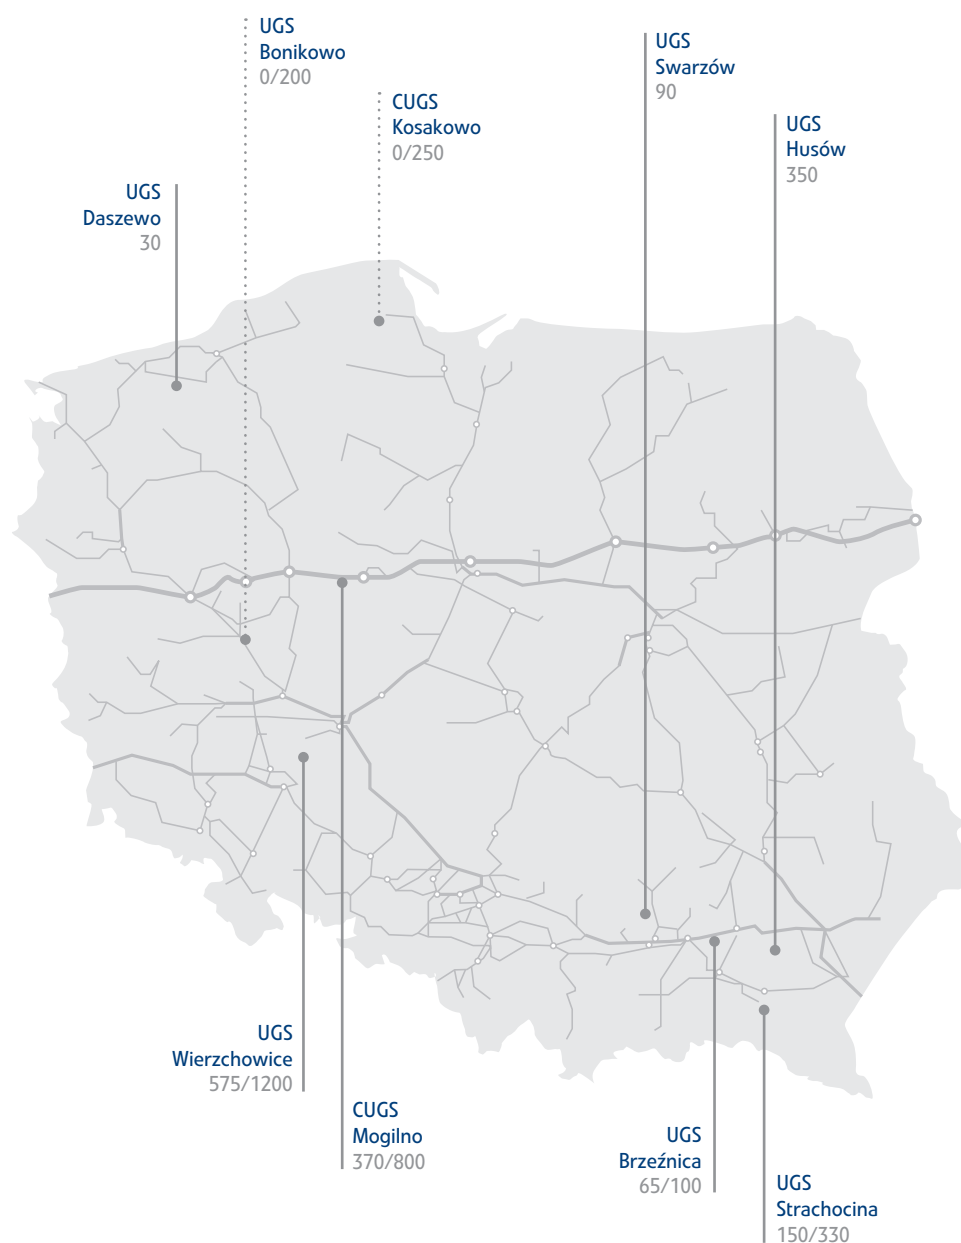 UGS
Bonikowo
0/200
UGS
Swarzów
90
CUGS
Kosakowo
0/250
UGS
Husów
350
UGS
Daszewo
30
UGS
Wierzchowice
575/1200
CUGS
Mogilno
370/800
UGS
Brzeźnica
65/100
UGS
Strachocina
150/330